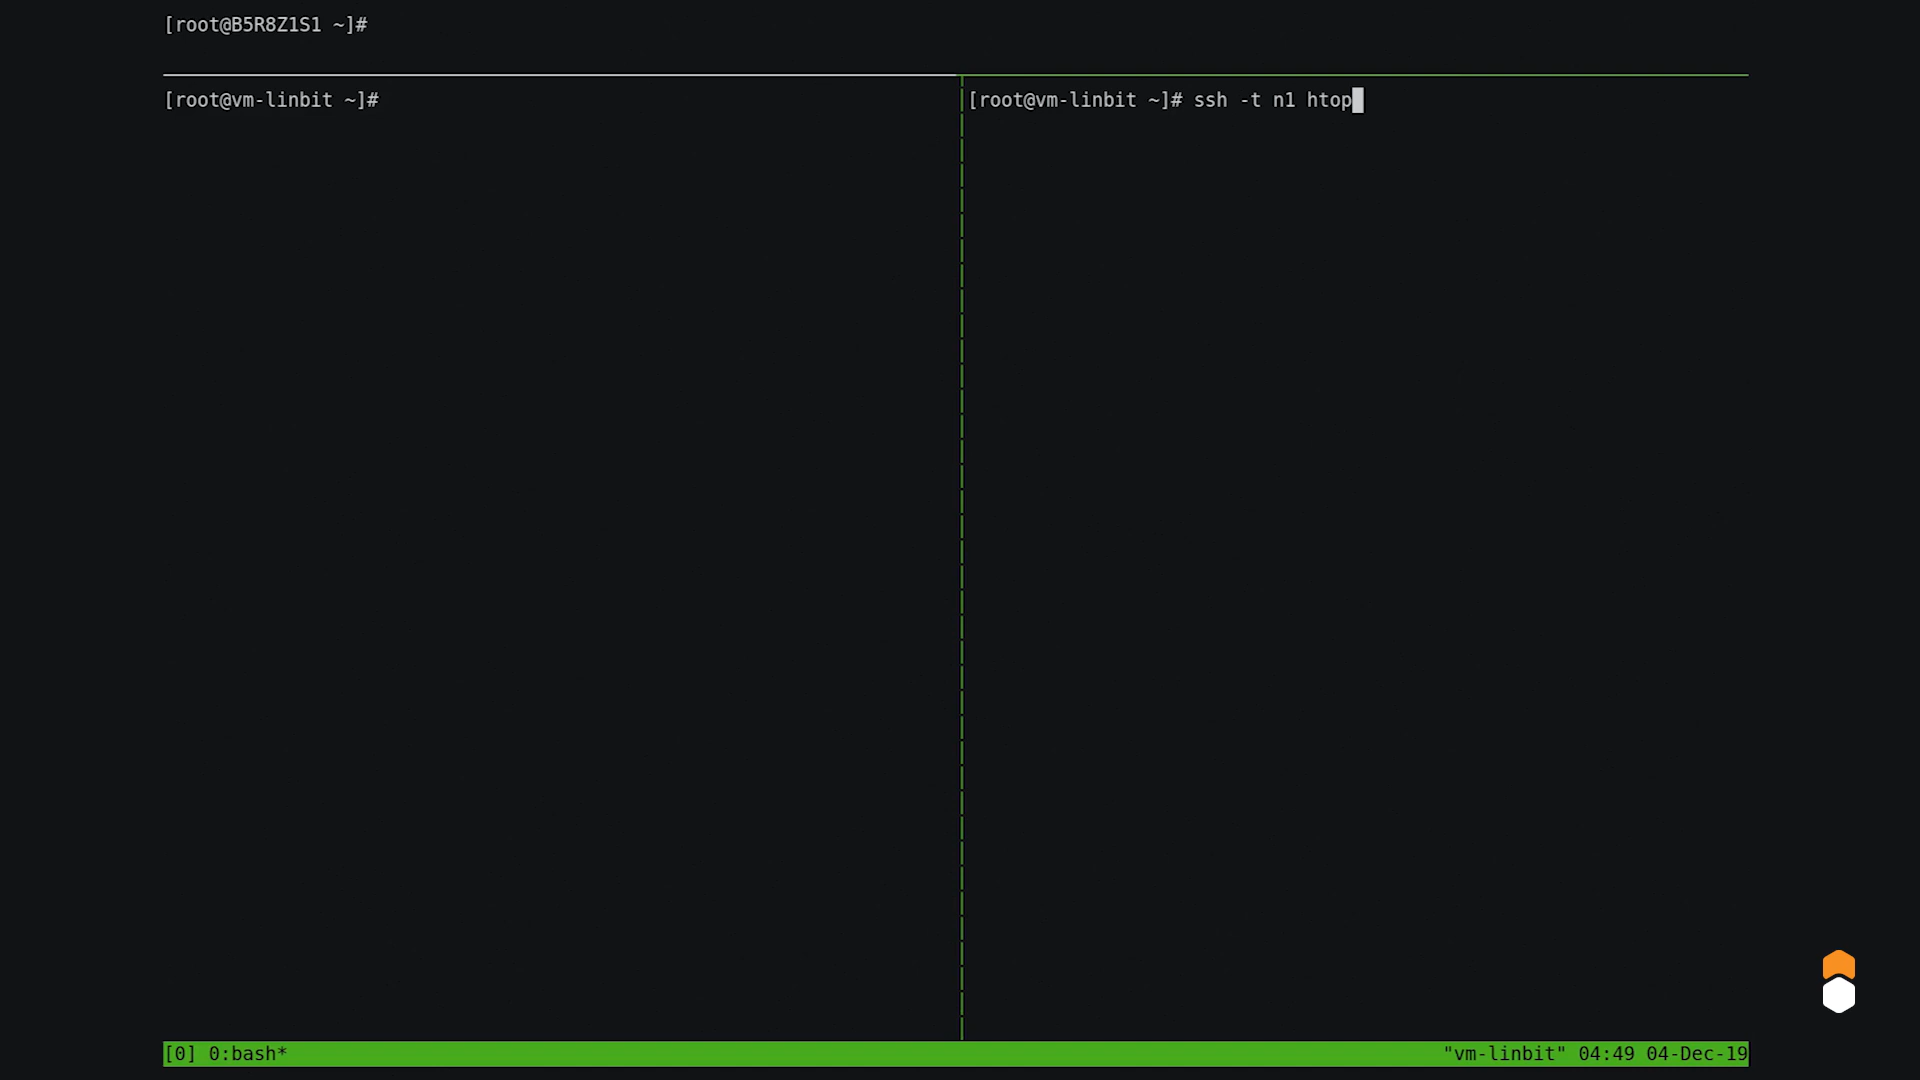 [root@B5R8Z1S1 ~]#
[root@vm-linbit ~]#
[root@vm-linbit ~]# ssh -t n1 htop
[0] 0:bash*
"vm-linbit" 04:49 04-Dec-19